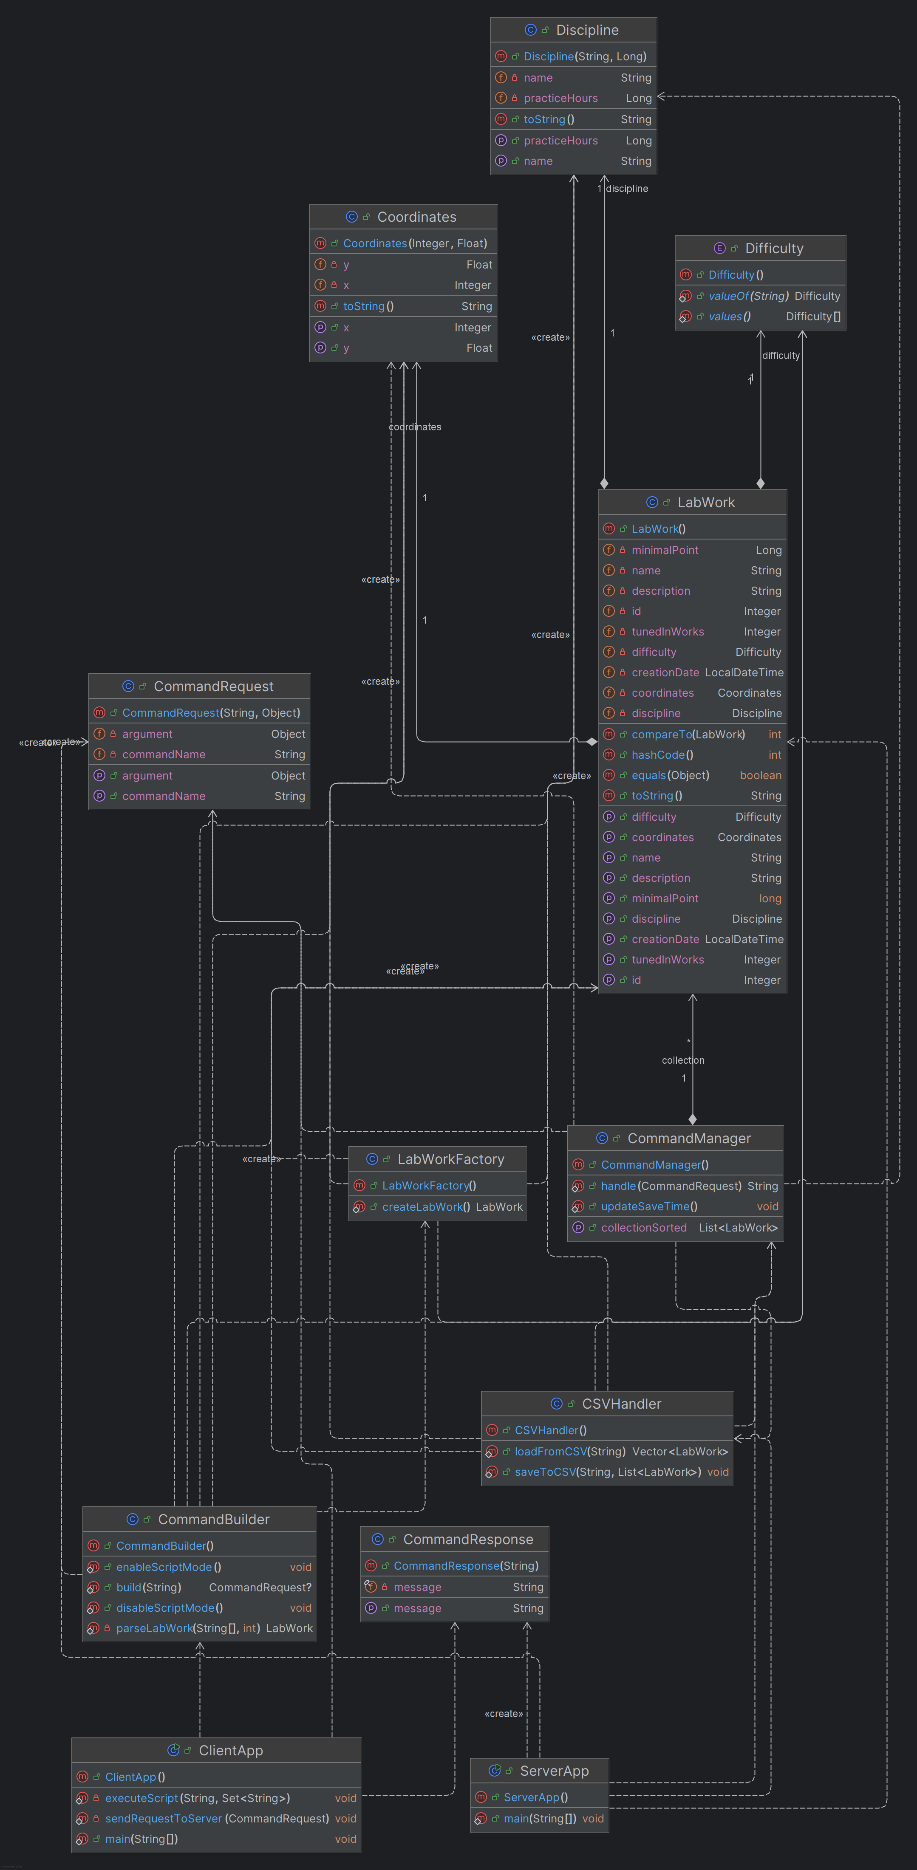 Discipline
Discipline(String, Long)
name String
practiceHours Long
toString() String
practiceHours Long
name String
1 discipline
Coordinates
Coordinates(Integer, Float)
y Float
x Integer
toString() String
x Integer
y Float
Difficulty
Difficulty()
valueOf(String) Difficulty
values() Difficulty[]
«create»
1
difficulty
1
1
coordinates
1
LabWork
LabWork()
minimalPoint Long
name String
description String
id Integer
tunedInWorks Integer
difficulty Difficulty
creationDate LocalDateTime
coordinates Coordinates
discipline Discipline
compareTo(LabWork) int
hashCode() int
equals(Object) boolean
toString() String
difficulty Difficulty
coordinates Coordinates
name String
description String
minimalPoint long
discipline Discipline
creationDate LocalDateTime
tunedInWorks Integer
id Integer
«create»
1
«create»
«create»
CommandRequest
CommandRequest(String, Object)
argument Object
commandName String
argument Object
commandName String
«create»
«create»
«create»
«create»
«create»
*
collection
1
CommandManager
CommandManager()
handle(CommandRequest) String
updateSaveTime() void
collectionSorted List<LabWork>
«create»
LabWorkFactory
LabWorkFactory()
createLabWork() LabWork
CSVHandler
CSVHandler()
loadFromCSV(String) Vector<LabWork>
saveToCSV(String, List<LabWork>) void
CommandBuilder
CommandBuilder()
enableScriptMode() void
build(String) CommandRequest?
disableScriptMode() void
parseLabWork(String[], int) LabWork
CommandResponse
CommandResponse(String)
message String
message String
«create»
ClientApp
ClientApp()
executeScript(String, Set<String>) void
sendRequestToServer(CommandRequest) void
main(String[]) void
ServerApp
ServerApp()
main(String[]) void